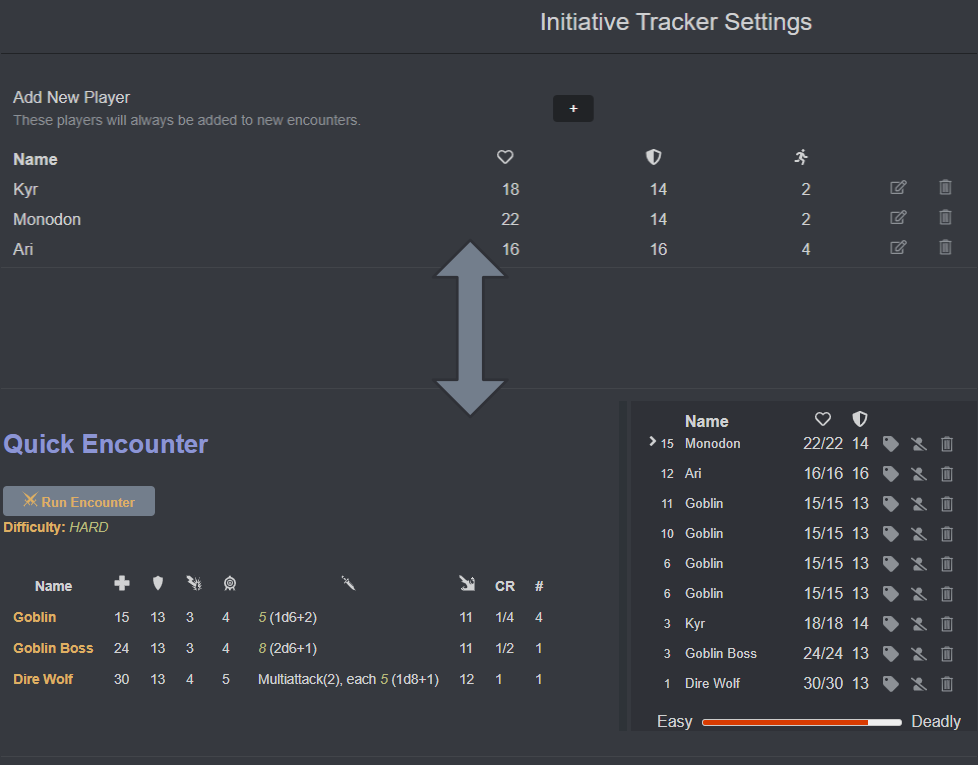 Initiative Tracker Settings
Add New Player
These players will always be added to new encounters.
+
Name
Kyr 18 14 2
Monodon 22 14 2
Ari 16 16 4
Quick Encounter
Run Encounter
Difficulty: HARD
Name CR #
Goblin 15 13 3 4 5 (1d6+2) 11 1/4 4
Goblin Boss 24 13 3 4 8 (2d6+1) 11 1/2 1
Dire Wolf 30 13 4 5 Multiattack(2), each 5 (1d8+1) 12 1 1
Name
15 Monodon 22/22 14
12 Ari 16/16 16
11 Goblin 15/15 13
10 Goblin 15/15 13
6 Goblin 15/15 13
6 Goblin 15/15 13
3 Kyr 18/18 14
3 Goblin Boss 24/24 13
1 Dire Wolf 30/30 13
Easy Deadly